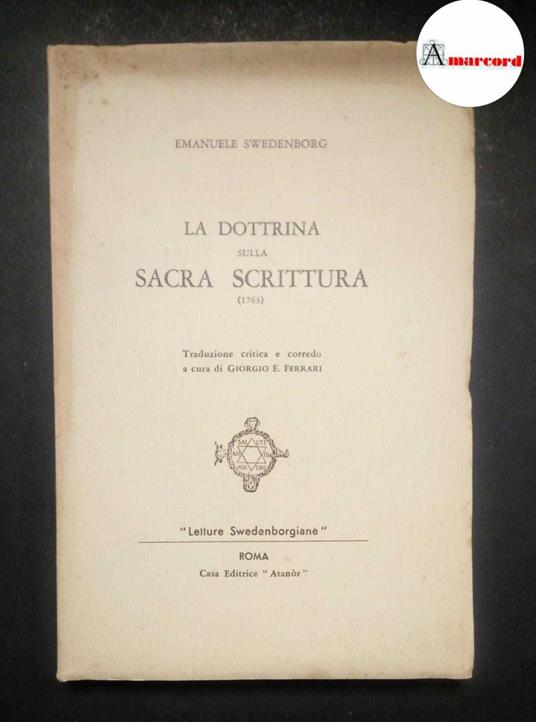 Amarcord
EMANUELE SWEDENBORG
LA DOTTRINA
SULLA
SACRA SCRITTURA
(1763)
Traduzione critica e corredo
a cura di GIORGIO E. FERRARI
"Letture Swedenborgiane"
ROMA
Casa Editrice "Atanòr"